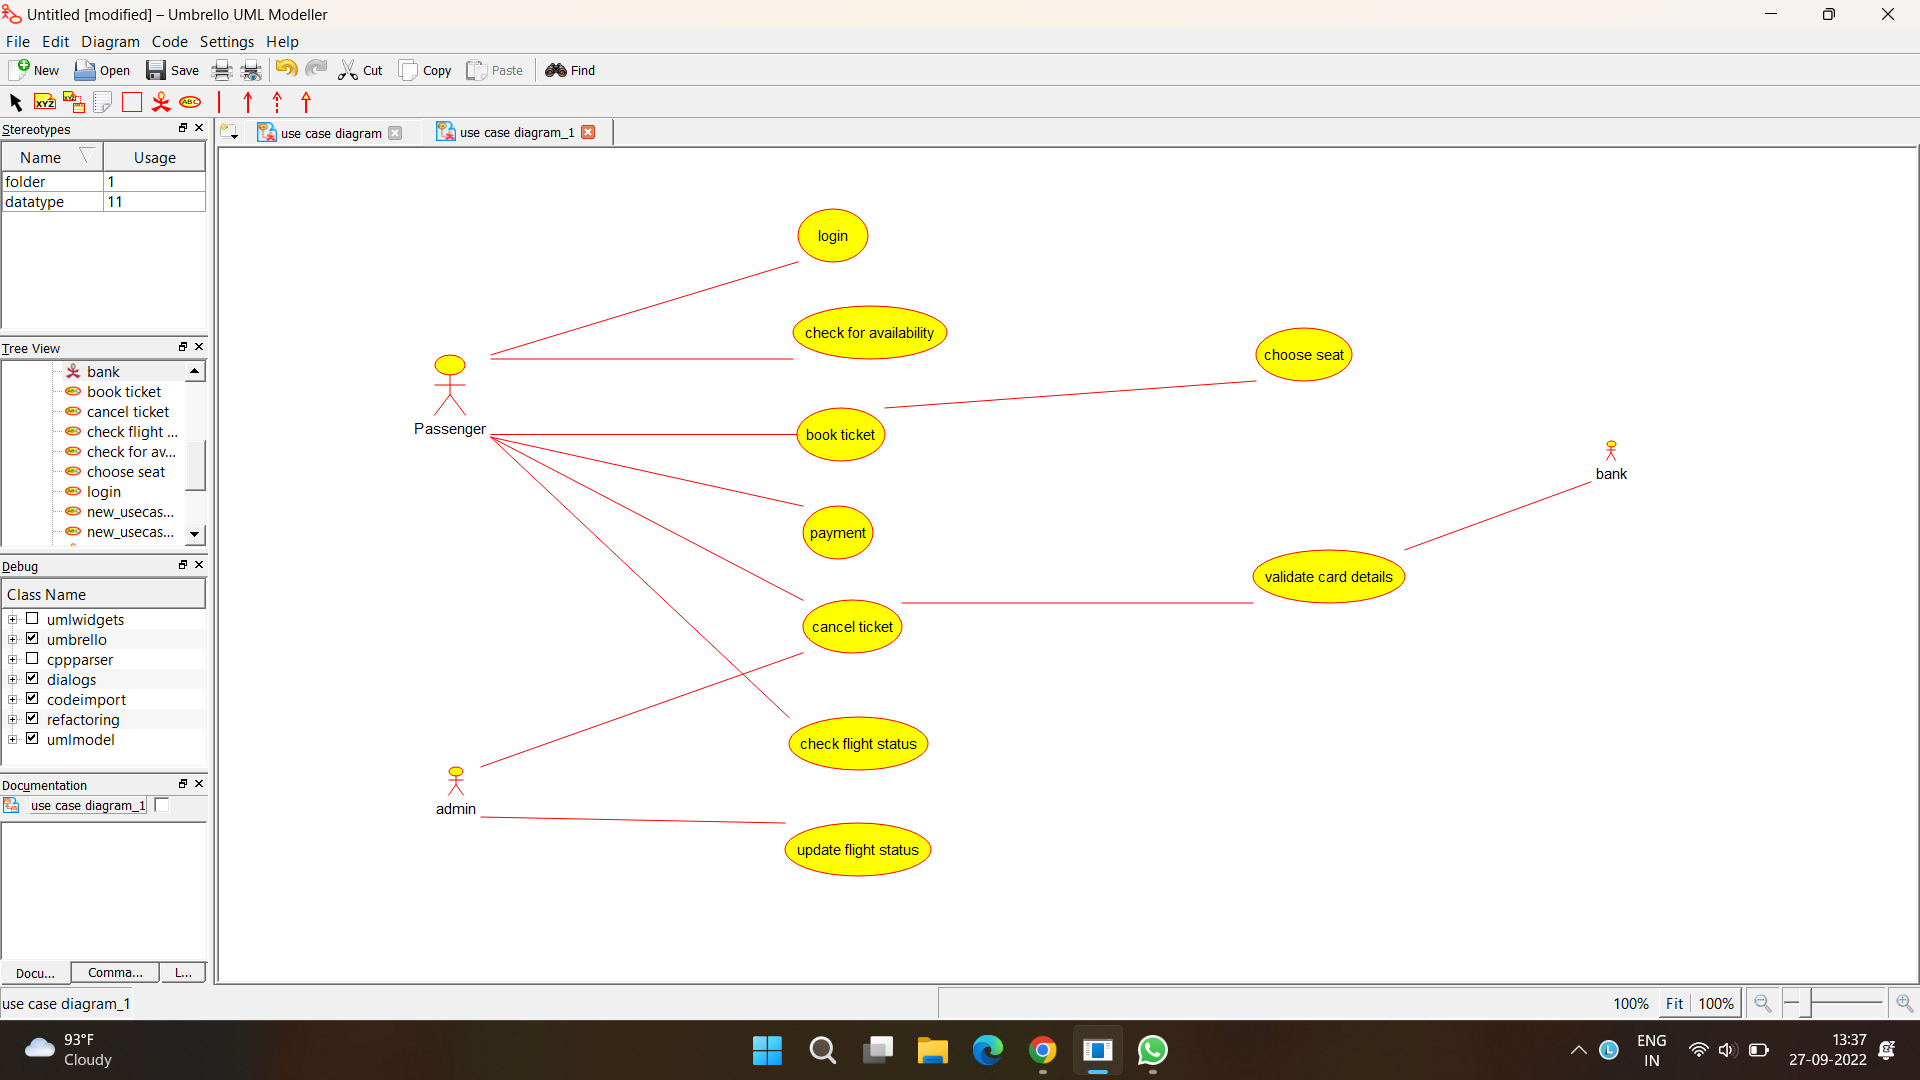 Untitled [modified] – Umbrello UML Modeller
File Edit Diagram Code Settings Help
New Open Save Cut Copy Paste Find
XYZ XYZ ABC
Stereotypes
Name Usage
folder 1
datatype 11
Tree View
bank
book ticket
cancel ticket
check flight ...
check for av...
choose seat
login
new_usecas...
new_usecas...
Debug
Class Name
umlwidgets
umbrello
cppparser
dialogs
codeimport
refactoring
umlmodel
Documentation
use case diagram_1
Docu... Comma... L...
use case diagram use case diagram_1
login
check for availability
choose seat
Passenger
book ticket
bank
payment
validate card details
cancel ticket
check flight status
admin
update flight status
use case diagram_1
100% Fit 100%
93°F
Cloudy
L
ENG
IN
13:37
27-09-2022